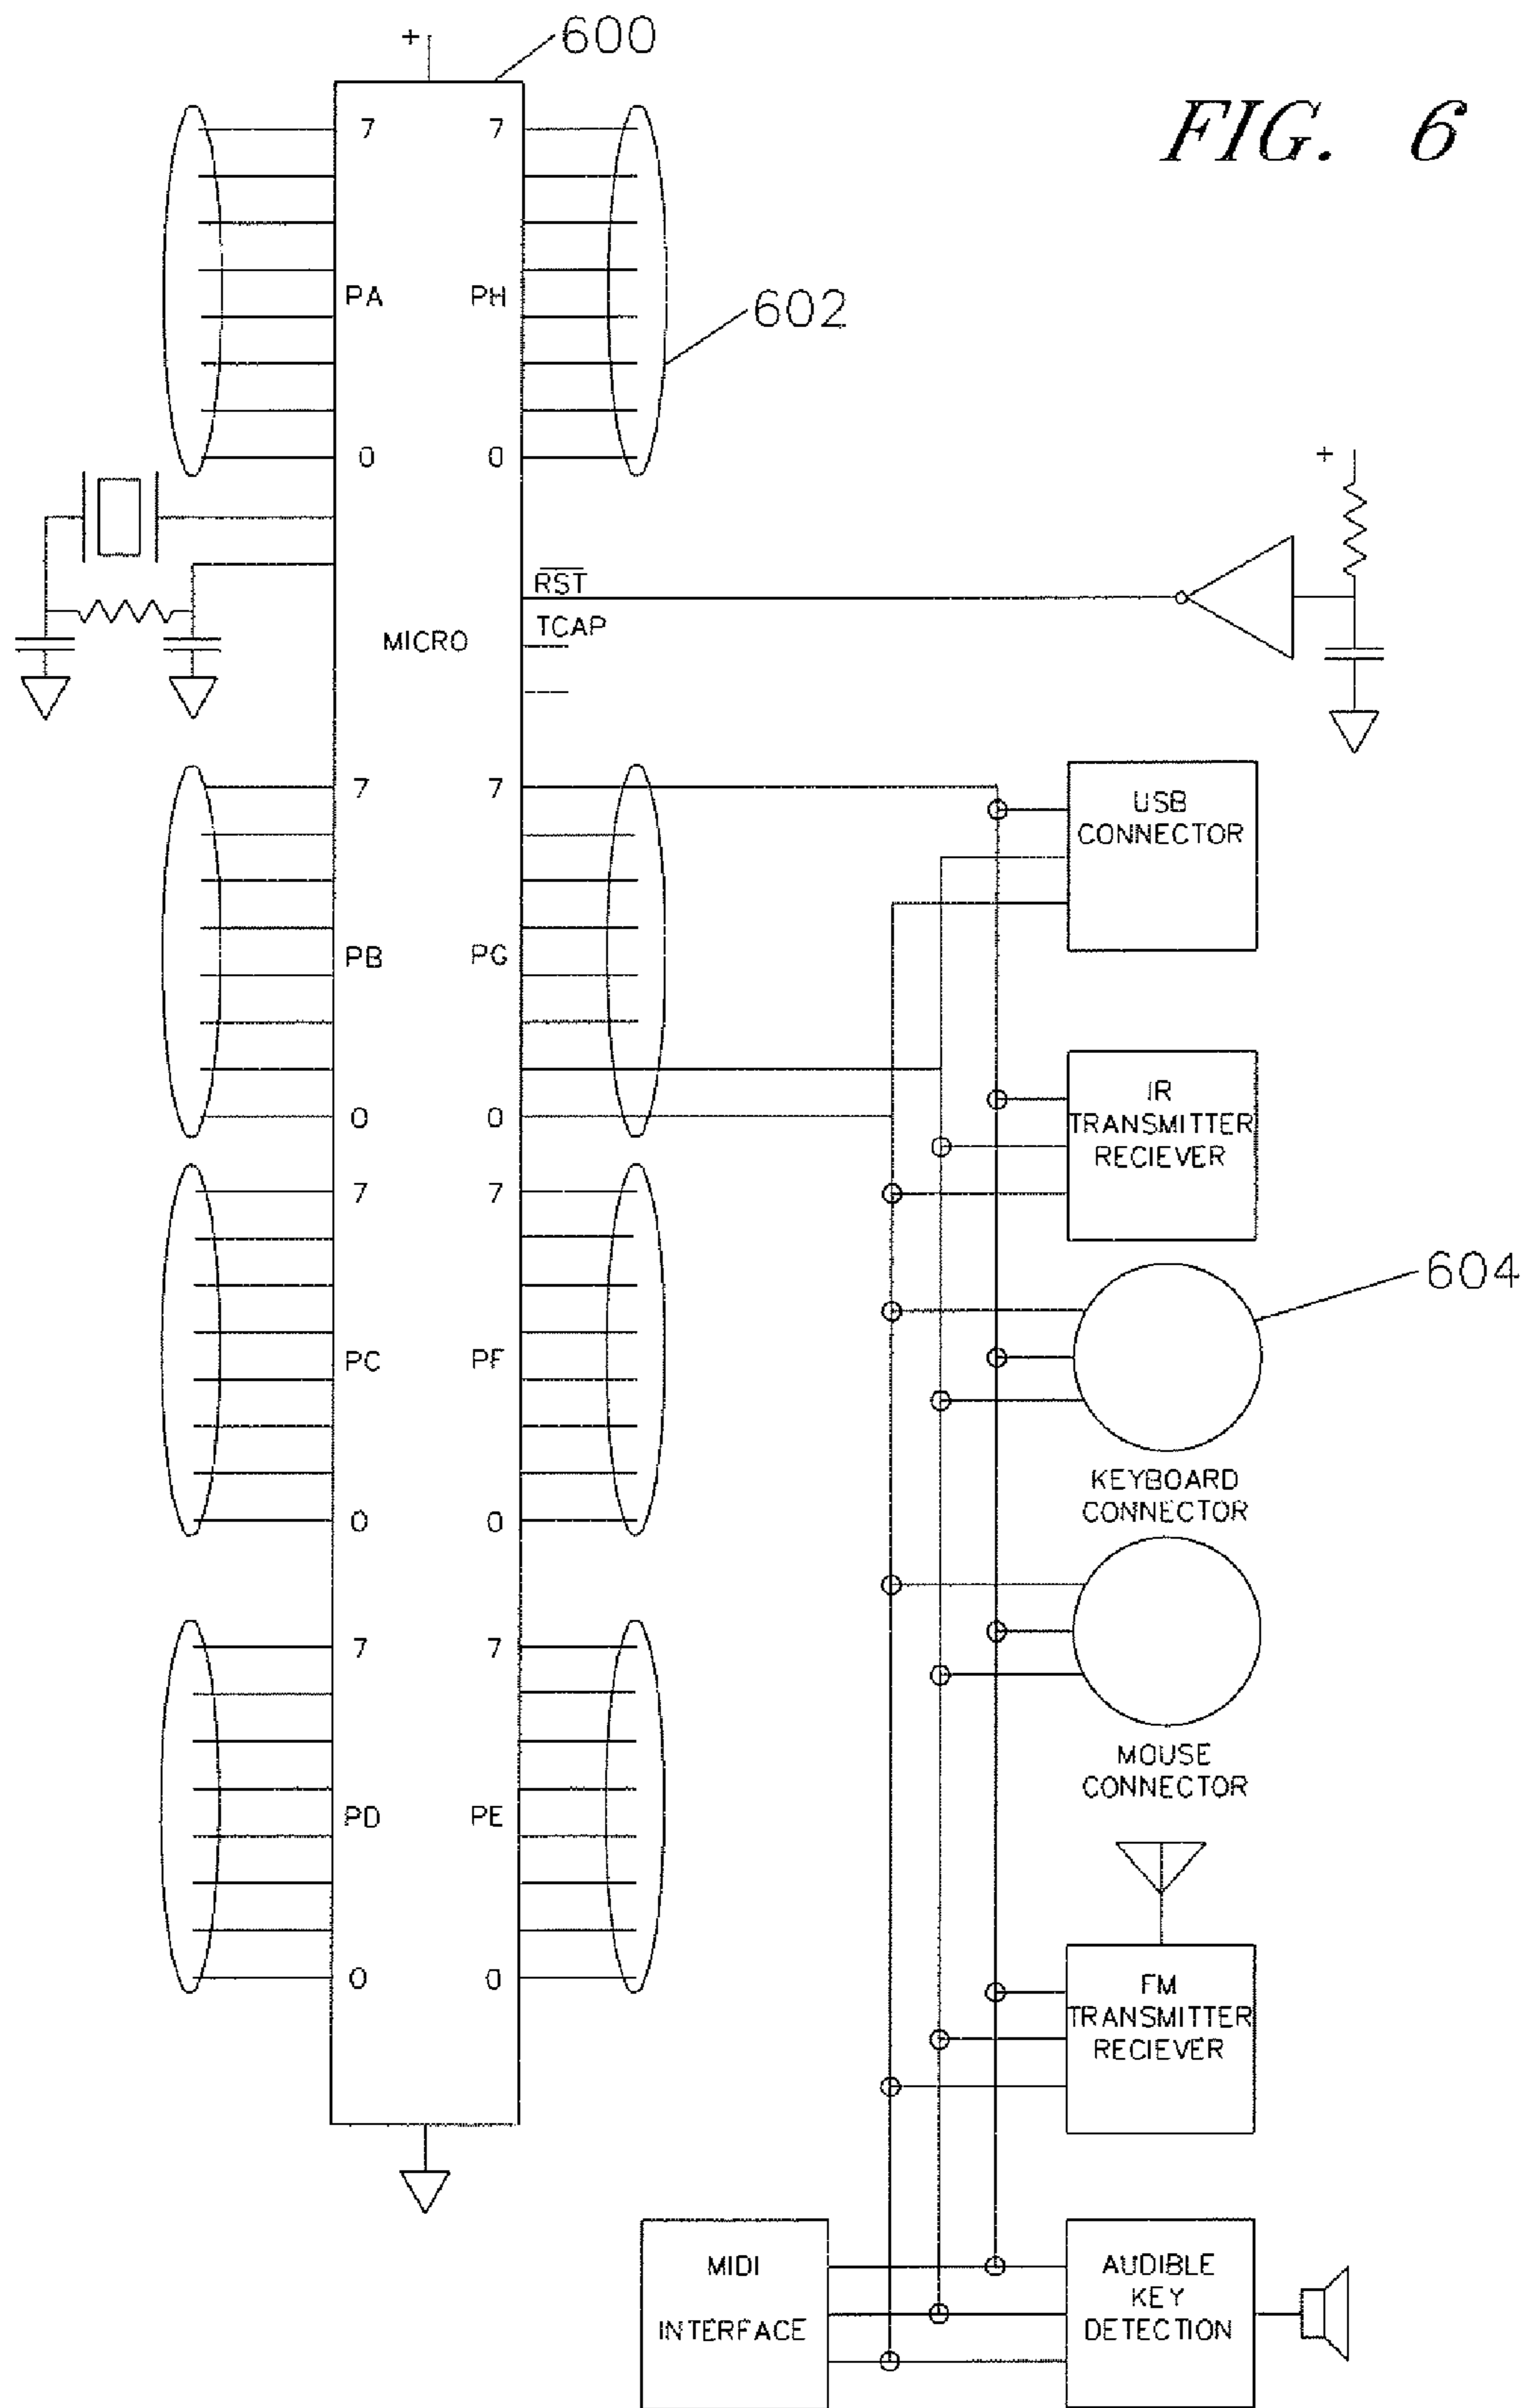 +
600
FIG. 6
7 7
PA PH
602
0 0
+
RST
TCAP
MICRO
7 7
USB
CONNECTOR
PB PG
0 0
IR
TRANSMITTER
RECIEVER
7 7
604
PC PF
KEYBOARD
CONNECTOR
0 0
7 7
MOUSE
CONNECTOR
PD PE
0 0
FM
TRANSMITTER
RECIEVER
MIDI
INTERFACE
AUDIBLE
KEY
DETECTION